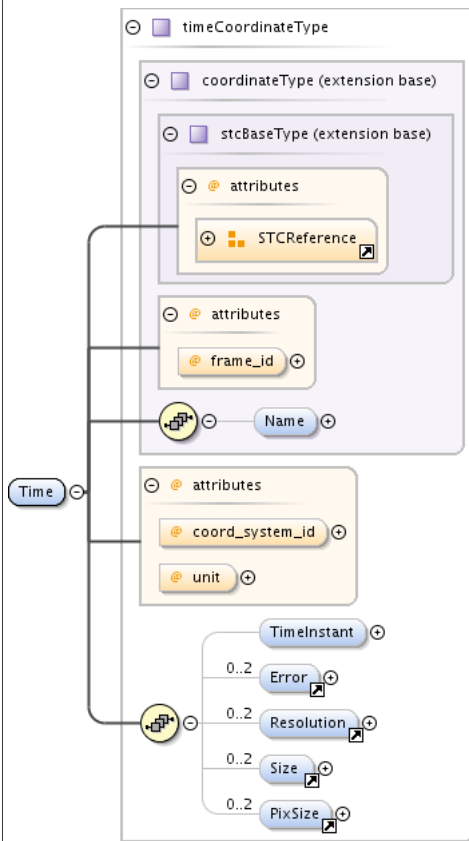 timeCoordinateType
coordinateType (extension base)
stcBaseType (extension base)
@ attributes
STCReference
@ attributes
@ frame_id
Name
Time
@ attributes
@ coord_system_id
@ unit
TimeInstant
0..2 Error
0..2 Resolution
0..2 Size
0..2 PixSize